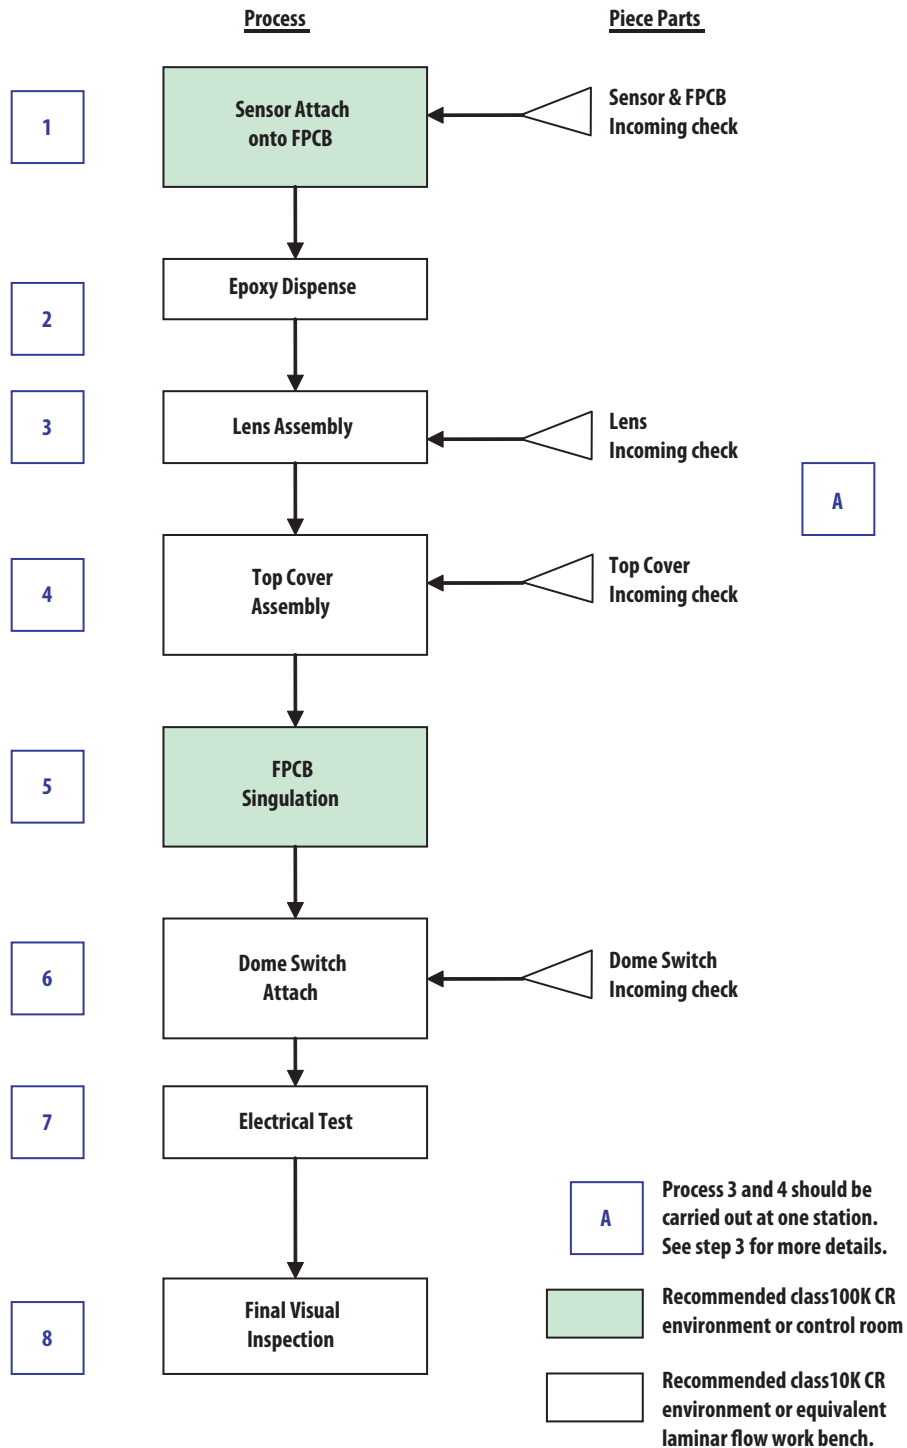 Process
Piece Parts
1
Sensor Attach
onto FPCB
Sensor & FPCB
Incoming check
2
Epoxy Dispense
3
Lens Assembly
Lens
Incoming check
A
4
Top Cover
Assembly
Top Cover
Incoming check
5
FPCB
Singulation
6
Dome Switch
Attach
Dome Switch
Incoming check
7
Electrical Test
8
Final Visual
Inspection
A
Process 3 and 4 should be
carried out at one station.
See step 3 for more details.
Recommended class100K CR
environment or control room
Recommended class10K CR
environment or equivalent
laminar flow work bench.